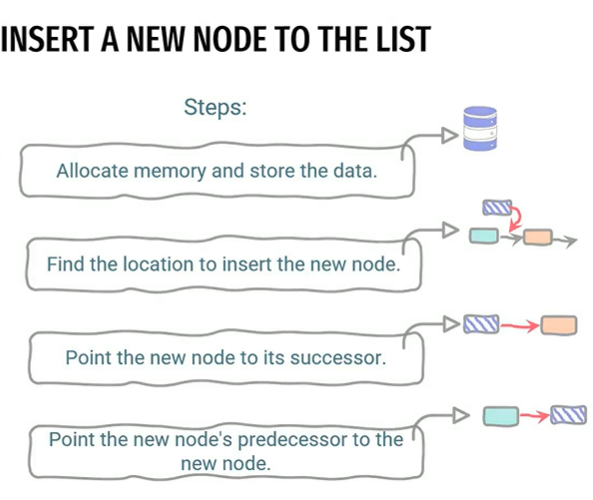 INSERT A NEW NODE TO THE LIST
Steps:
Allocate memory and store the data.
Find the location to insert the new node.
Point the new node to its successor.
Point the new node's predecessor to the
new node.